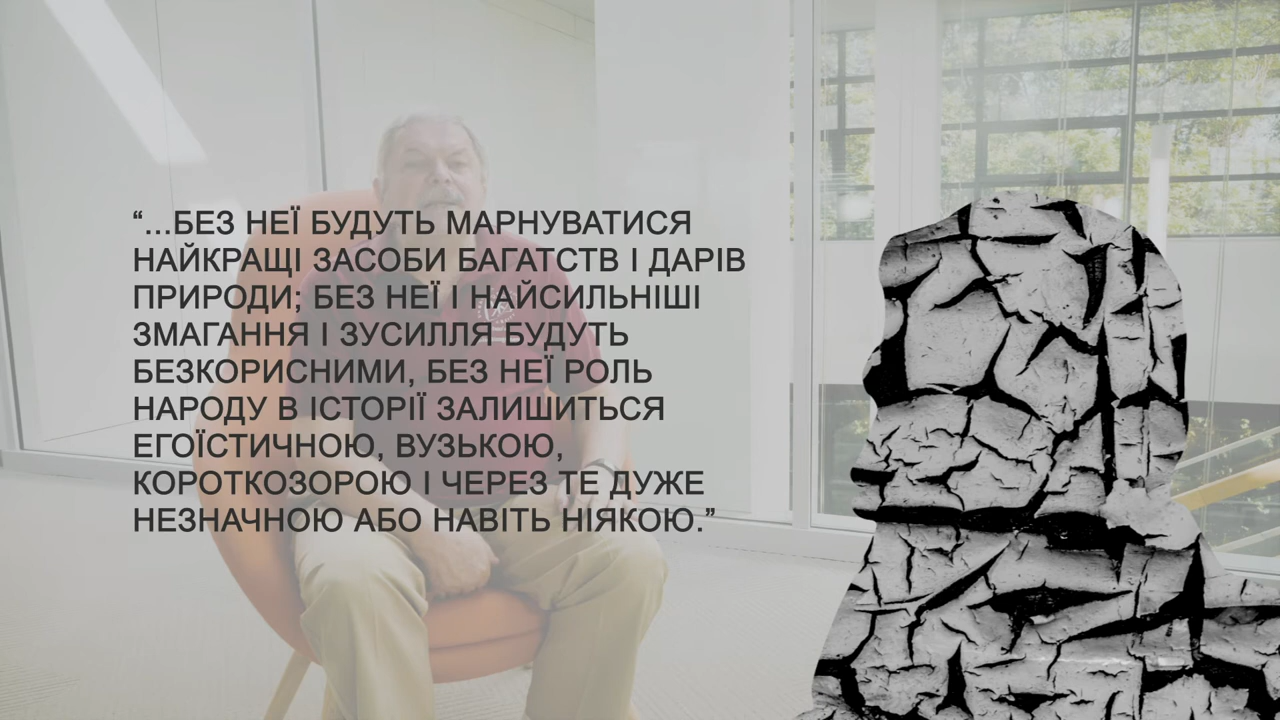 “...БЕЗ НЕЇ БУДУТЬ МАРНУВАТИСЯ
НАЙКРАЩІ ЗАСОБИ БАГАТСТВ І ДАРІВ
ПРИРОДИ; БЕЗ НЕЇ І НАЙСИЛЬНІШІ
ЗМАГАННЯ І ЗУСИЛЛЯ БУДУТЬ
БЕЗКОРИСНИМИ, БЕЗ НЕЇ РОЛЬ
НАРОДУ В ІСТОРІЇ ЗАЛИШИТЬСЯ
ЕГОЇСТИЧНОЮ, ВУЗЬКОЮ,
КОРОТКОЗОРОЮ І ЧЕРЕЗ ТЕ ДУЖЕ
НЕЗНАЧНОЮ АБО НАВІТЬ НІЯКОЮ.”